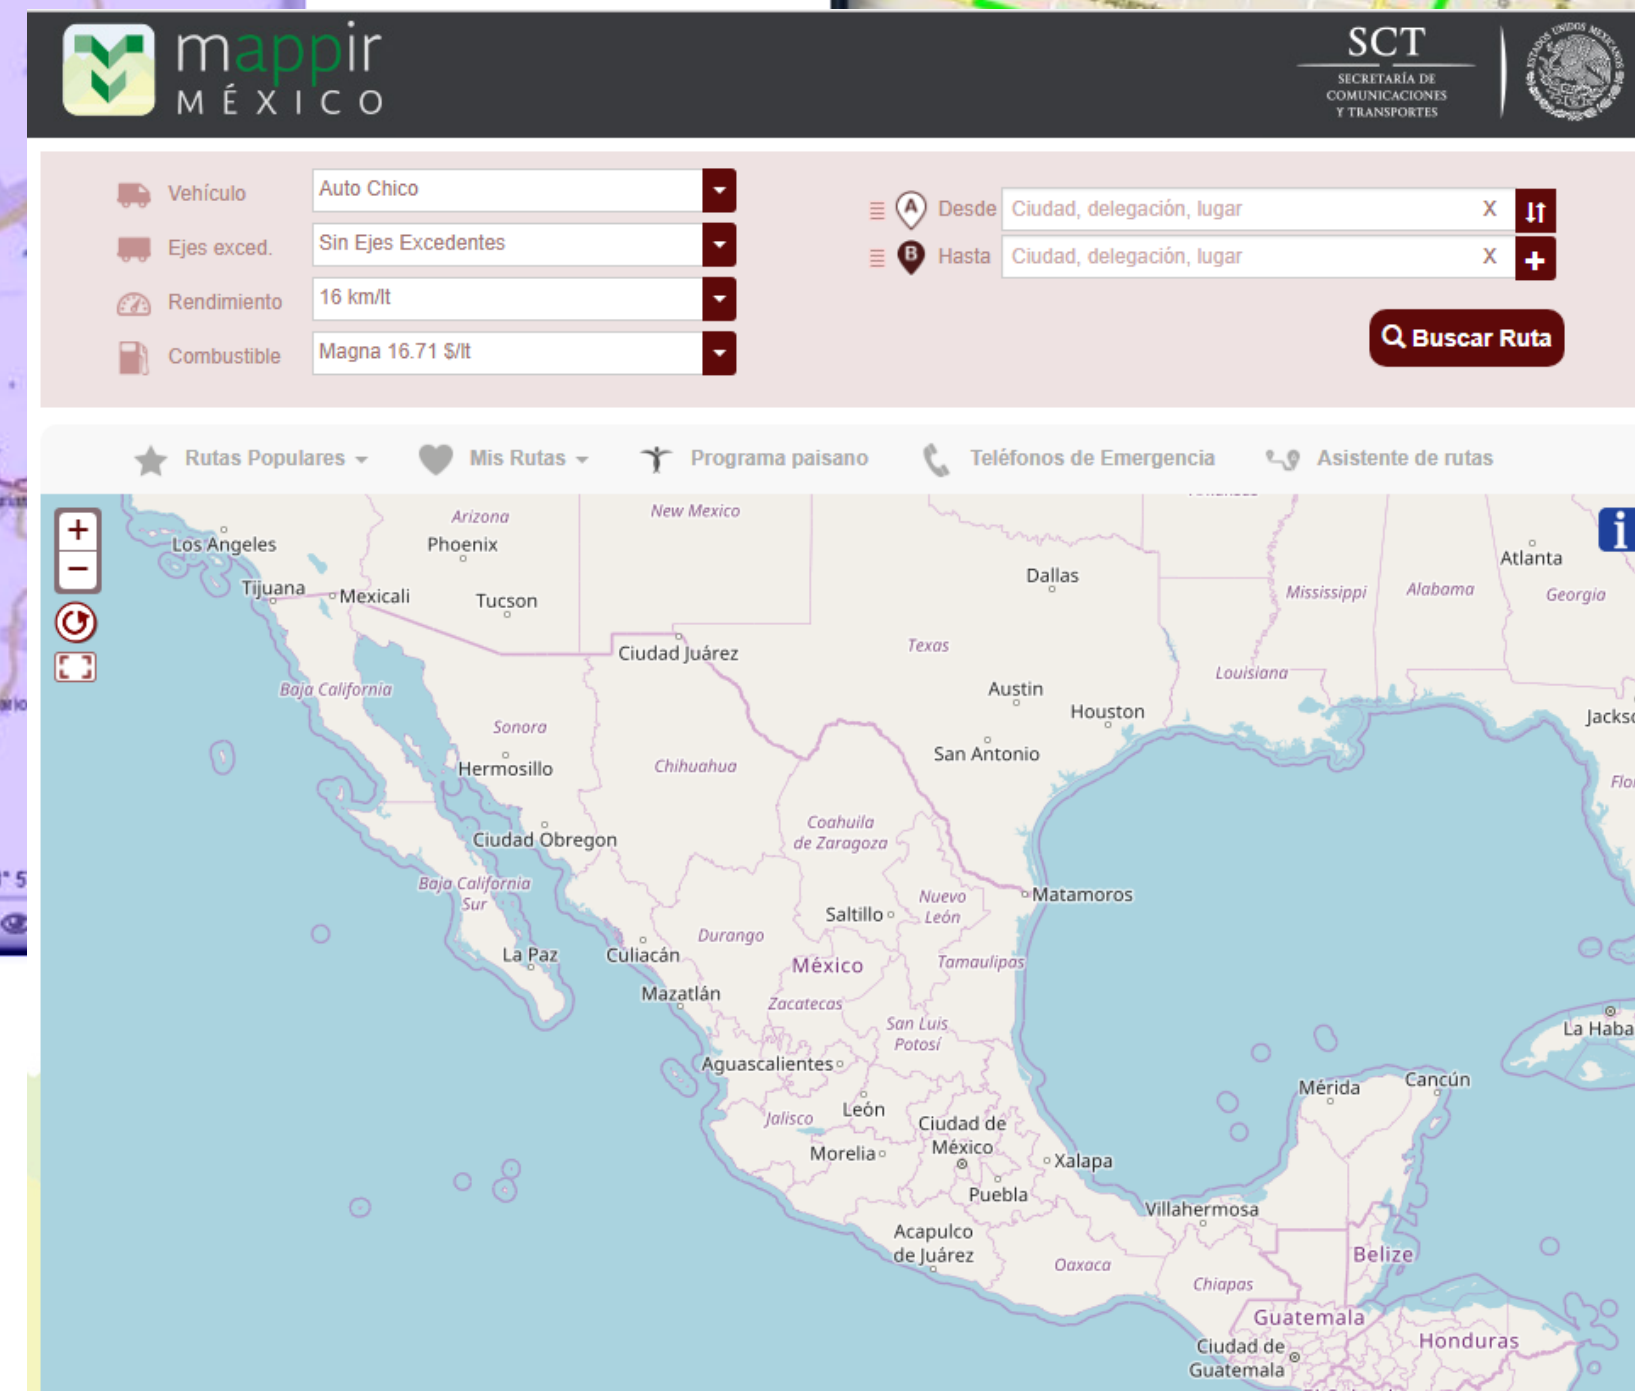 mappir
MÉXICO
SCT
SECRETARÍA DE
COMUNICACIONES
Y TRANSPORTES
ESTADOS UNIDOS MEXICANOS
Vehículo Auto Chico
Ejes exced. Sin Ejes Excedentes
Rendimiento 16 km/lt
Combustible Magna 16.71 $/lt
A Desde Ciudad, delegación, lugar X
B Hasta Ciudad, delegación, lugar X +
Buscar Ruta
Rutas Populares Mis Rutas Programa paisano Teléfonos de Emergencia Asistente de rutas
+
−
i
Arizona
New Mexico
Los Angeles
Phoenix
Atlanta
Dallas
Tijuana
Mexicali
Tucson
Mississippi
Alabama
Georgia
Ciudad Juárez
Texas
Louisiana
Baja California
Austin
Houston
Jackso
Sonora
San Antonio
Hermosillo
Chihuahua
Flor
Coahuila
de Zaragoza
Ciudad Obregon
Baja California
Sur
Nuevo
León
Matamoros
Saltillo
Durango
La Paz
Culiacán
México
Tamaulipas
Mazatlán
Zacatecas
San Luis
Potosí
La Haba
Aguascalientes
Mérida
Cancún
Jalisco
León
Ciudad de
México
Morelia
Xalapa
Puebla
Villahermosa
Acapulco
de Juárez
Oaxaca
Belize
Chiapas
Guatemala
Honduras
Ciudad de
Guatemala